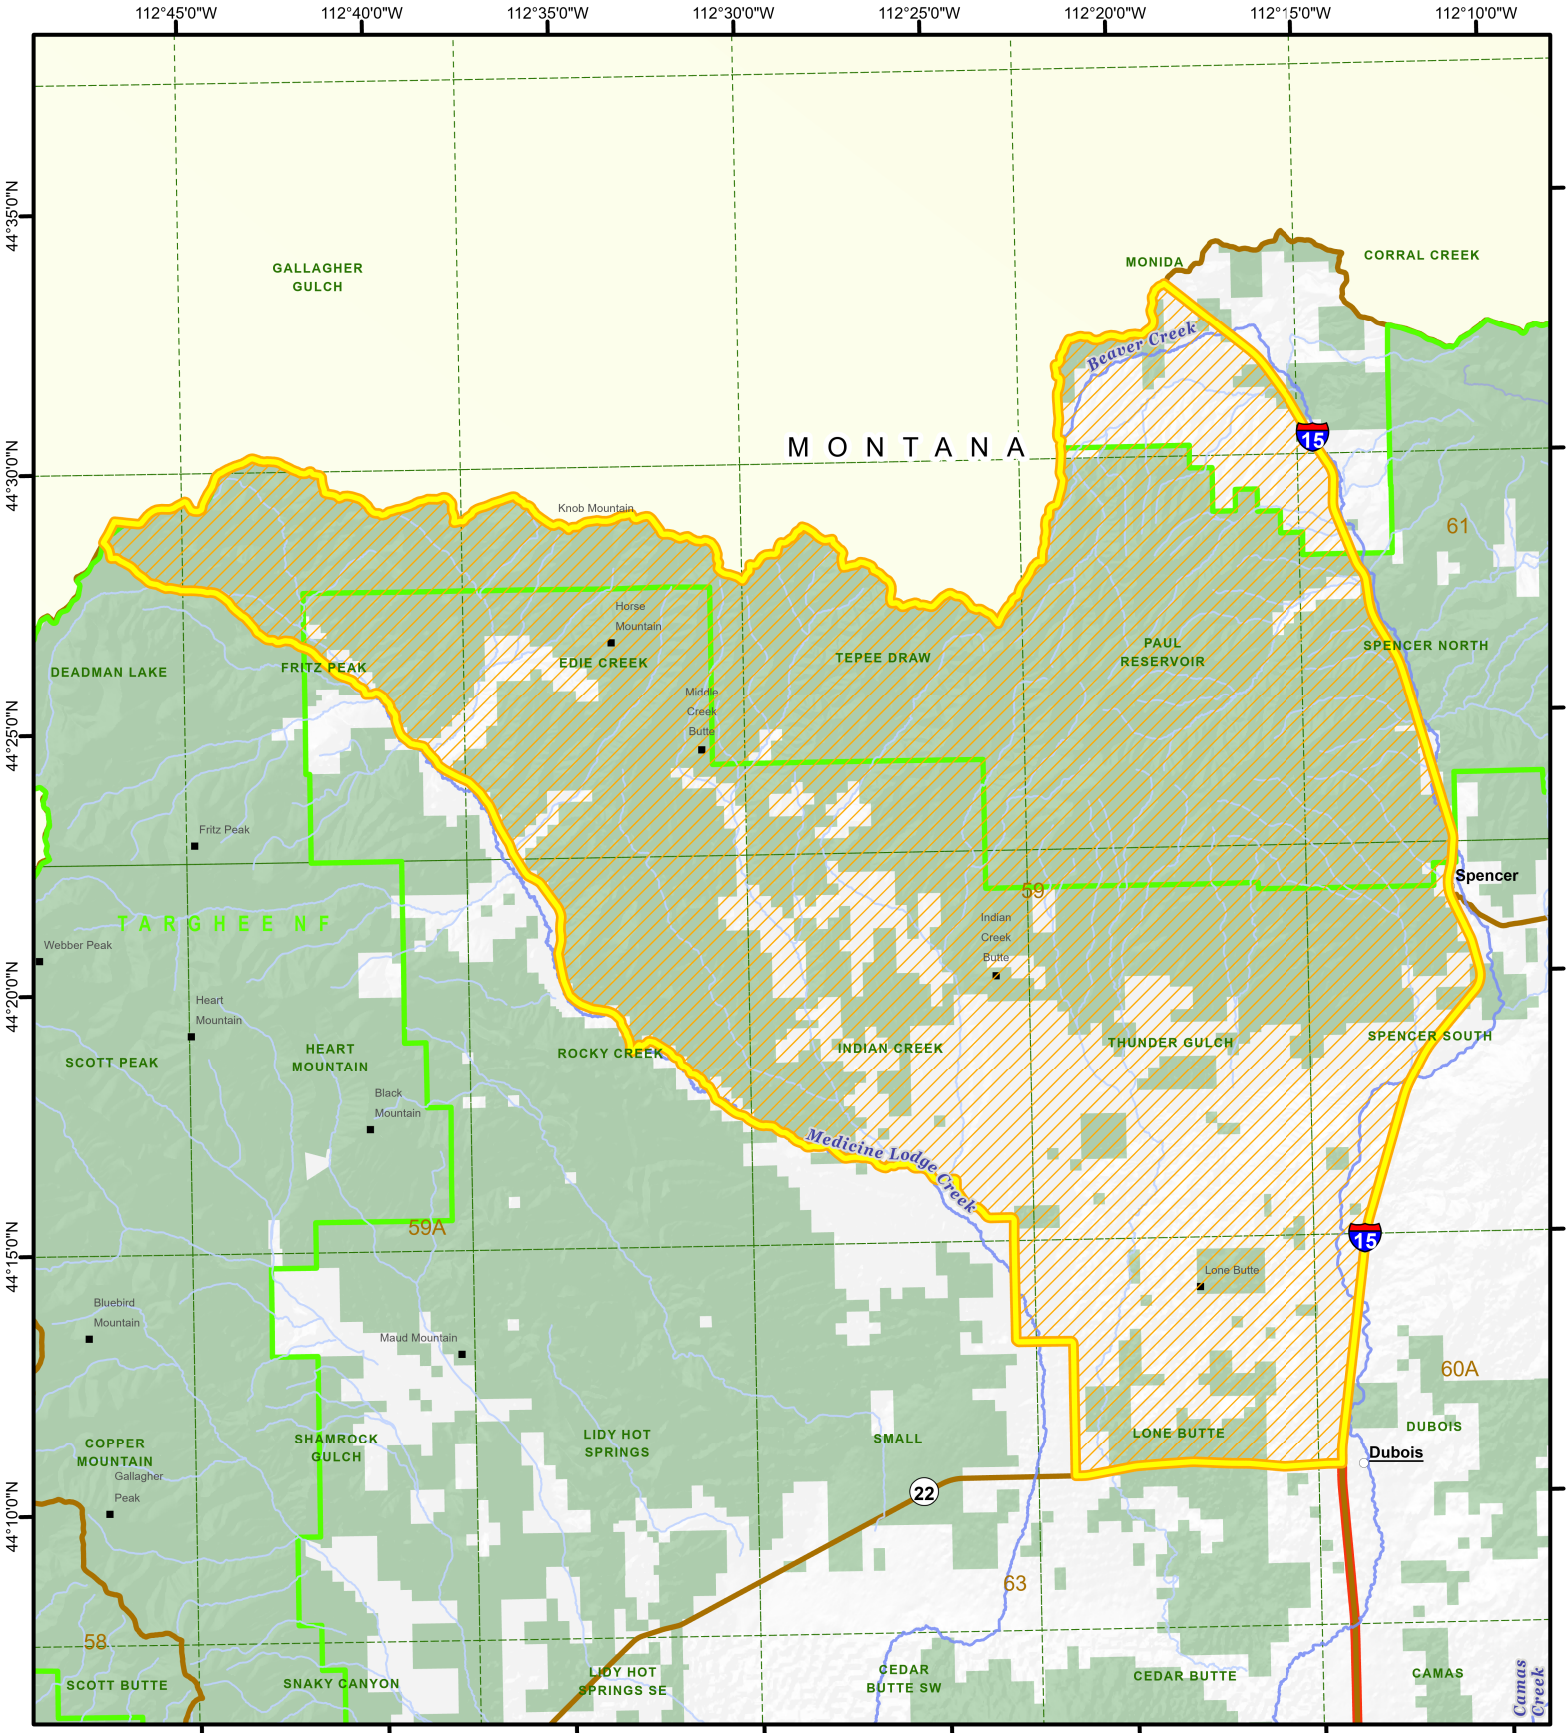 112°45'0"W
112°40'0"W
112°35'0"W
112°30'0"W
112°25'0"W
112°20'0"W
112°15'0"W
112°10'0"W
44°35'0"N
44°30'0"N
44°25'0"N
44°20'0"N
44°15'0"N
44°10'0"N
GALLAGHER
GULCH
MONIDA
CORRAL CREEK
Beaver Creek
MONTANA
15
Knob Mountain
61
Horse
Mountain
DEADMAN LAKE
FRITZ PEAK
EDIE CREEK
TEPEE DRAW
PAUL
RESERVOIR
SPENCER NORTH
Middle
Creek
Butte
Fritz Peak
Spencer
59
TARGHEE NF
Indian
Creek
Butte
Webber Peak
Heart
Mountain
SCOTT PEAK
HEART
MOUNTAIN
ROCKY CREEK
INDIAN CREEK
THUNDER GULCH
SPENCER SOUTH
Black
Mountain
Medicine Lodge
Creek
59A
15
Lone Butte
Bluebird
Mountain
Maud Mountain
60A
COPPER
MOUNTAIN
SHAMROCK
GULCH
LIDY HOT
SPRINGS
SMALL
LONE BUTTE
DUBOIS
Dubois
Gallagher
Peak
22
63
58
SCOTT BUTTE
SNAKY CANYON
LIDY HOT
SPRINGS SE
CEDAR
BUTTE SW
CEDAR BUTTE
CAMAS
Camas
Creek